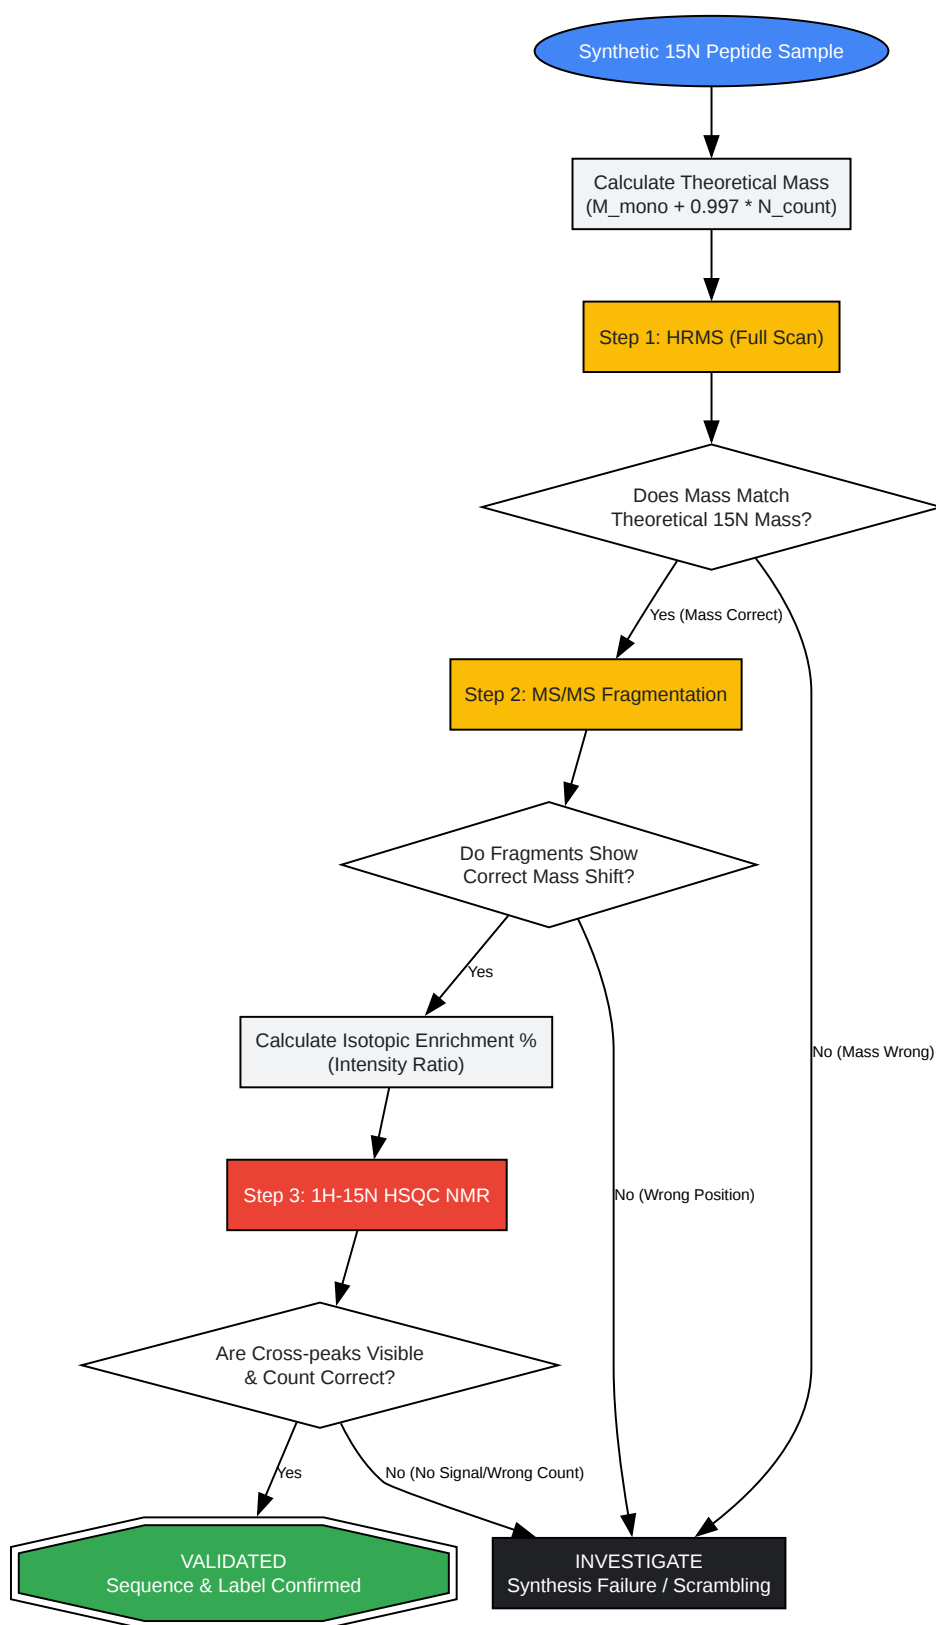 Synthetic 15N Peptide Sample
Calculate Theoretical Mass
(M_mono + 0.997 * N_count)
Step 1: HRMS (Full Scan)
Does Mass Match
Theoretical 15N Mass?
Yes (Mass Correct)
Step 2: MS/MS Fragmentation
Do Fragments Show
Correct Mass Shift?
Yes
Calculate Isotopic Enrichment %
(Intensity Ratio)
No (Mass Wrong)
Step 3: 1H-15N HSQC NMR
No (Wrong Position)
Are Cross-peaks Visible
& Count Correct?
Yes
No (No Signal/Wrong Count)
VALIDATED
Sequence & Label Confirmed
INVESTIGATE
Synthesis Failure / Scrambling